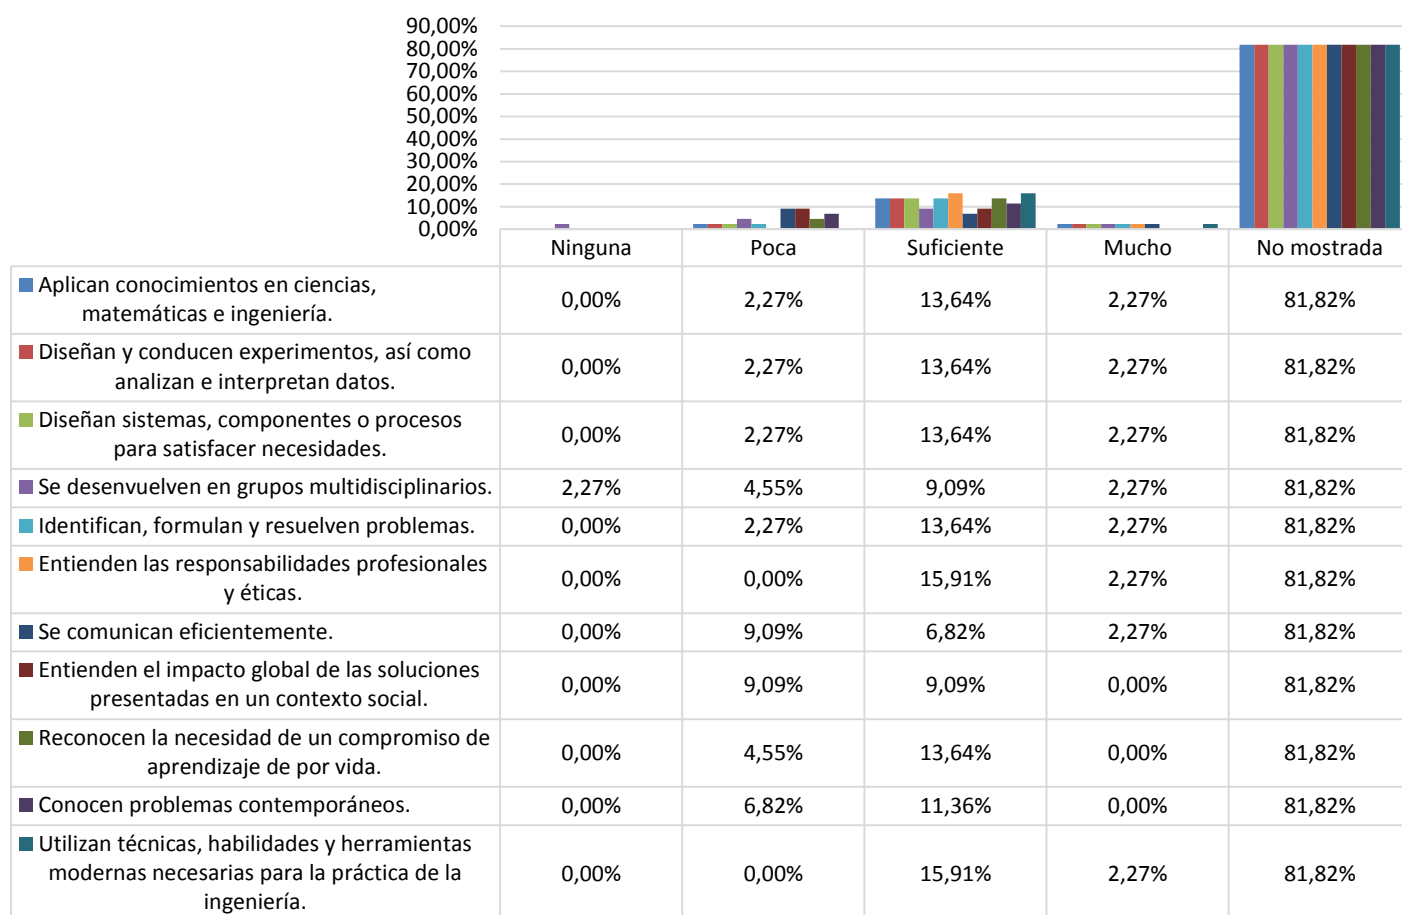 90,00%
80,00%
70,00%
60,00%
50,00%
40,00%
30,00%
20,00%
10,00%
0,00%
Ninguna Poca Suficiente Mucho No mostrada
Aplican conocimientos en ciencias,
matemáticas e ingeniería.
0,00% 2,27% 13,64% 2,27% 81,82%
Diseñan y conducen experimentos, así como
analizan e interpretan datos.
0,00% 2,27% 13,64% 2,27% 81,82%
Diseñan sistemas, componentes o procesos
para satisfacer necesidades.
0,00% 2,27% 13,64% 2,27% 81,82%
Se desenvuelven en grupos multidisciplinarios. 2,27% 4,55% 9,09% 2,27% 81,82%
Identifican, formulan y resuelven problemas. 0,00% 2,27% 13,64% 2,27% 81,82%
Entienden las responsabilidades profesionales
y éticas.
0,00% 0,00% 15,91% 2,27% 81,82%
Se comunican eficientemente. 0,00% 9,09% 6,82% 2,27% 81,82%
Entienden el impacto global de las soluciones
presentadas en un contexto social.
0,00% 9,09% 9,09% 0,00% 81,82%
Reconocen la necesidad de un compromiso de
aprendizaje de por vida.
0,00% 4,55% 13,64% 0,00% 81,82%
Conocen problemas contemporáneos. 0,00% 6,82% 11,36% 0,00% 81,82%
Utilizan técnicas, habilidades y herramientas
modernas necesarias para la práctica de la
ingeniería.
0,00% 0,00% 15,91% 2,27% 81,82%